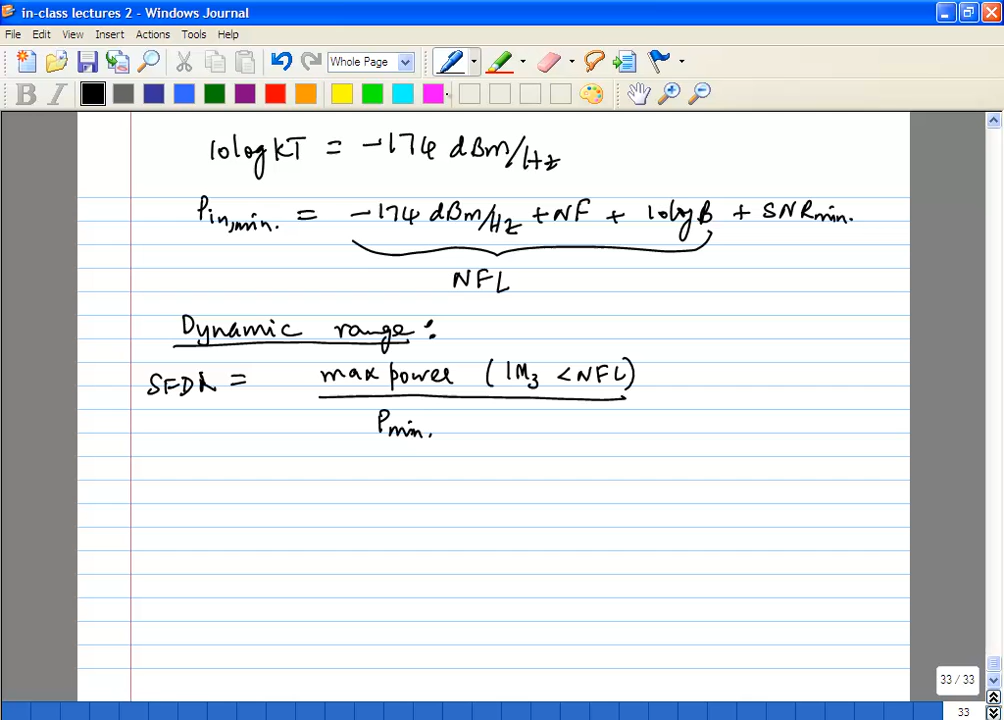 in-class lectures 2 - Windows Journal
File Edit View Insert Actions Tools Help
Whole Page
B I
10logkT = -174 dBm/Hz
Pin,min. = -174 dBm/Hz + NF + 10logB + SNRmin.
NFL
Dynamic range :
SFDR = max power (IM3 < NFL)
Pmin.
33 / 33
33